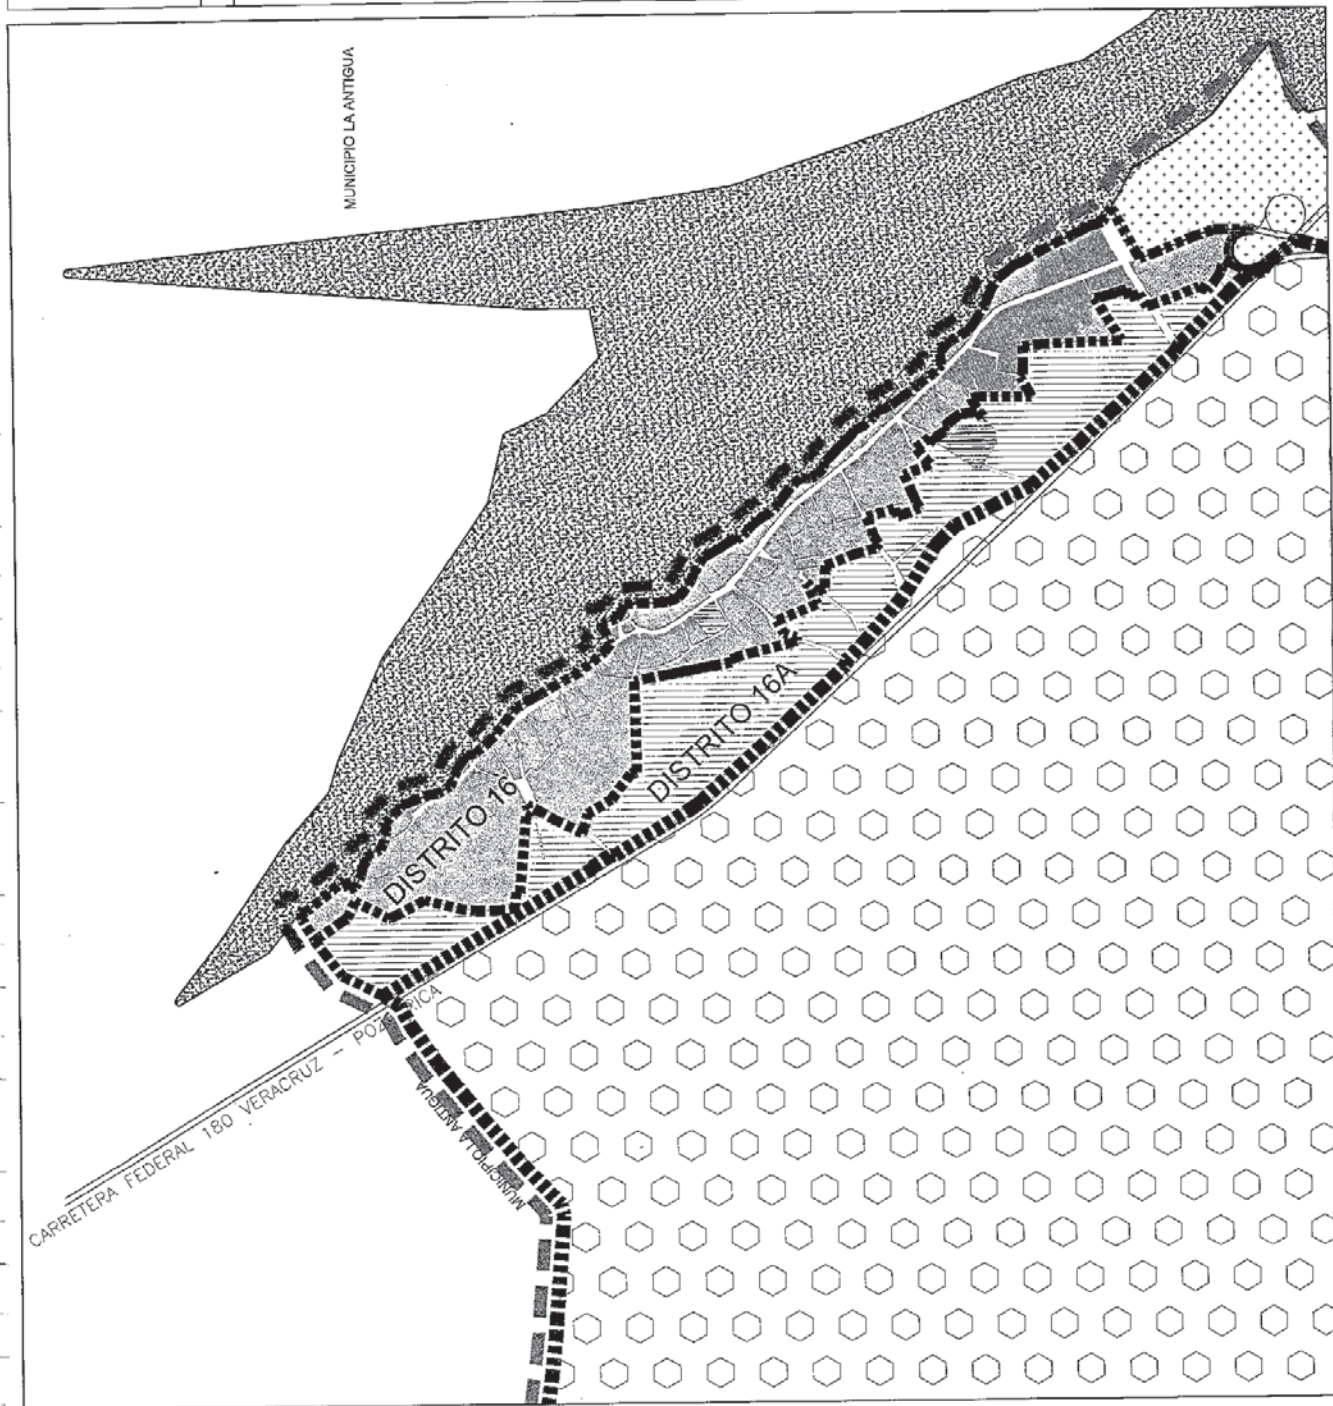 MUNICIPIO LA ANTIGUA
DISTRITO 16
DISTRITO 16A
CARRETERA FEDERAL 180 VERACRUZ - POZA RICA
MUNICIPIO LA ANTIGUA